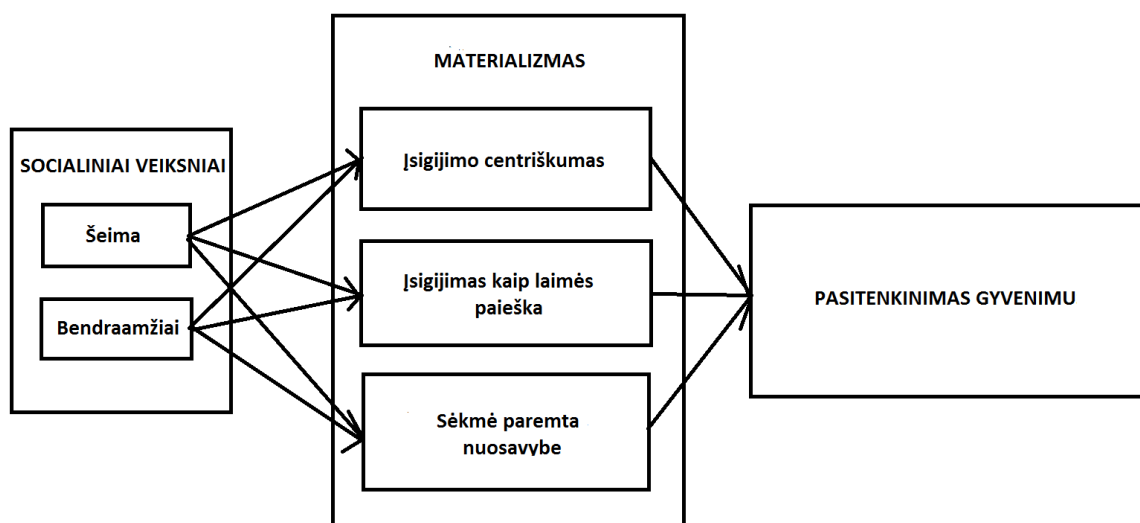 SOCIALINIAI VEIKSNIAI
Šeima
Bendraamžiai
MATERIALIZMAS
Įsigijimo centriškumas
Įsigijimas kaip laimės
paieška
Sėkmė paremta
nuosavybe
PASITENKINIMAS GYVENIMU